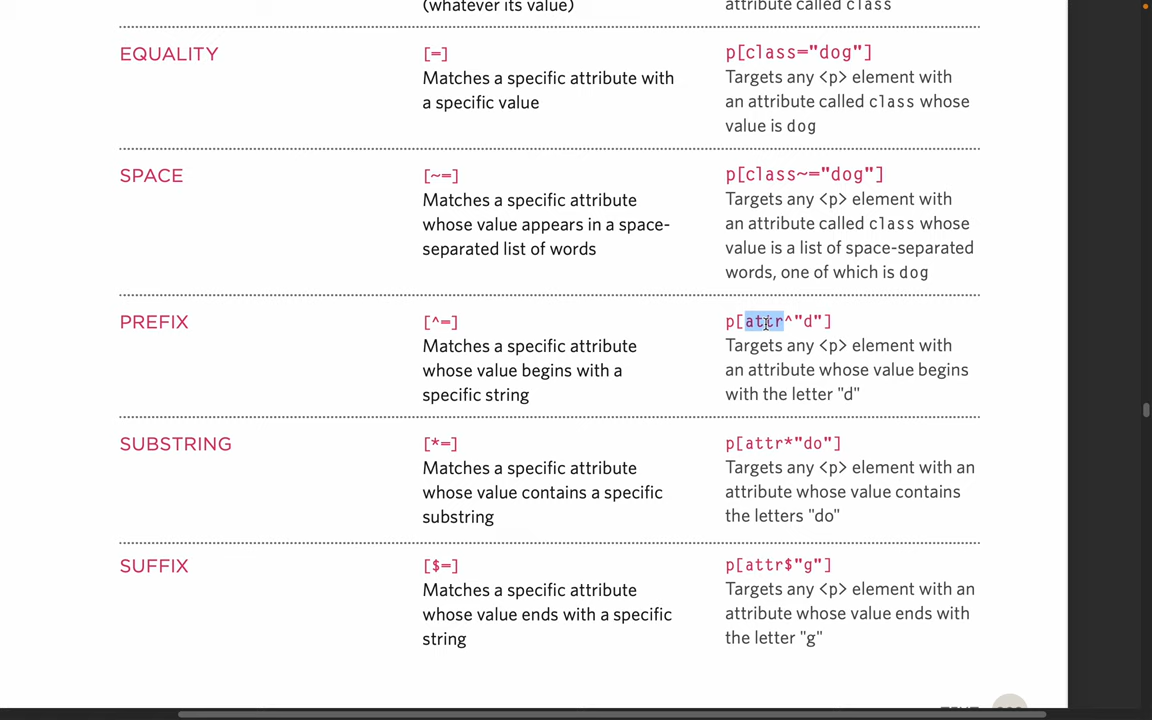 (whatever its value)
attribute called class
EQUALITY
[=]
Matches a specific attribute with
a specific value
p[class="dog"]
Targets any <p> element with
an attribute called class whose
value is dog
SPACE
[~=]
Matches a specific attribute
whose value appears in a space-
separated list of words
p[class~="dog"]
Targets any <p> element with
an attribute called class whose
value is a list of space-separated
words, one of which is dog
PREFIX
[^=]
Matches a specific attribute
whose value begins with a
specific string
p[attr^"d"]
Targets any <p> element with
an attribute whose value begins
with the letter "d"
SUBSTRING
[*=]
Matches a specific attribute
whose value contains a specific
substring
p[attr*"do"]
Targets any <p> element with an
attribute whose value contains
the letters "do"
SUFFIX
[$=]
Matches a specific attribute
whose value ends with a specific
string
p[attr$"g"]
Targets any <p> element with an
attribute whose value ends with
the letter "g"